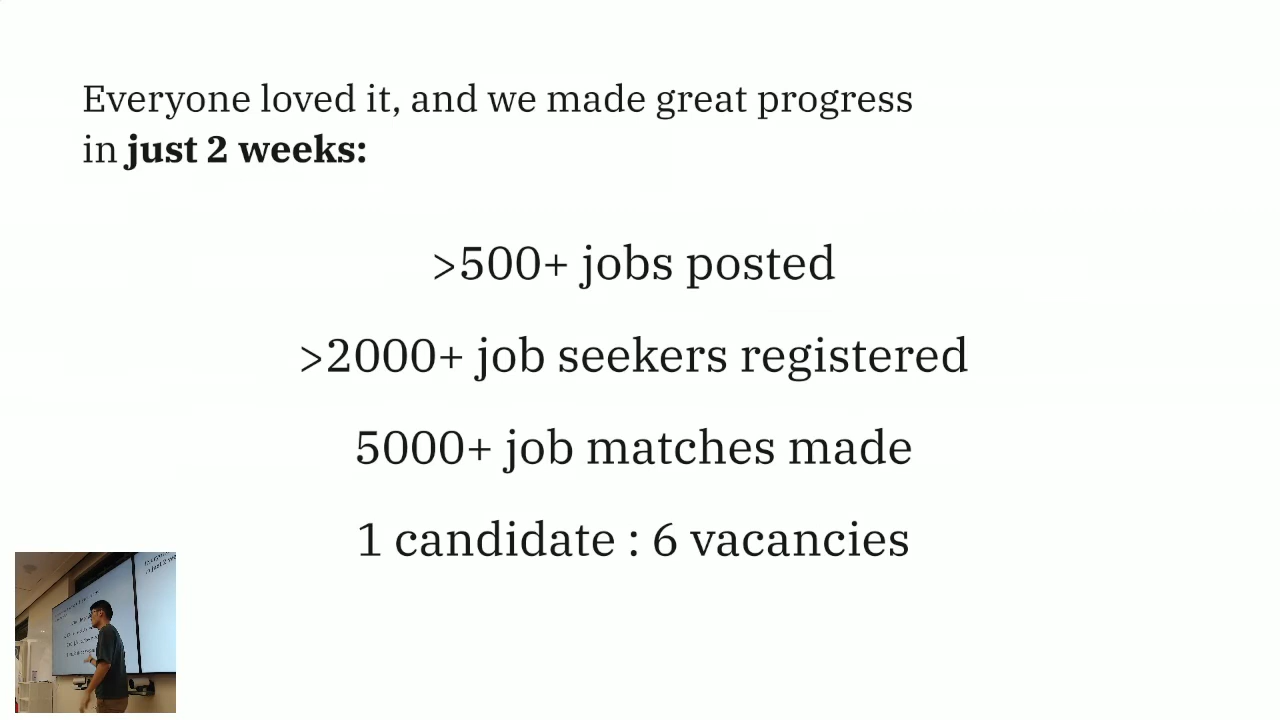 Everyone loved it, and we made great progress
in just 2 weeks:
>500+ jobs posted
>2000+ job seekers registered
5000+ job matches made
1 candidate : 6 vacancies